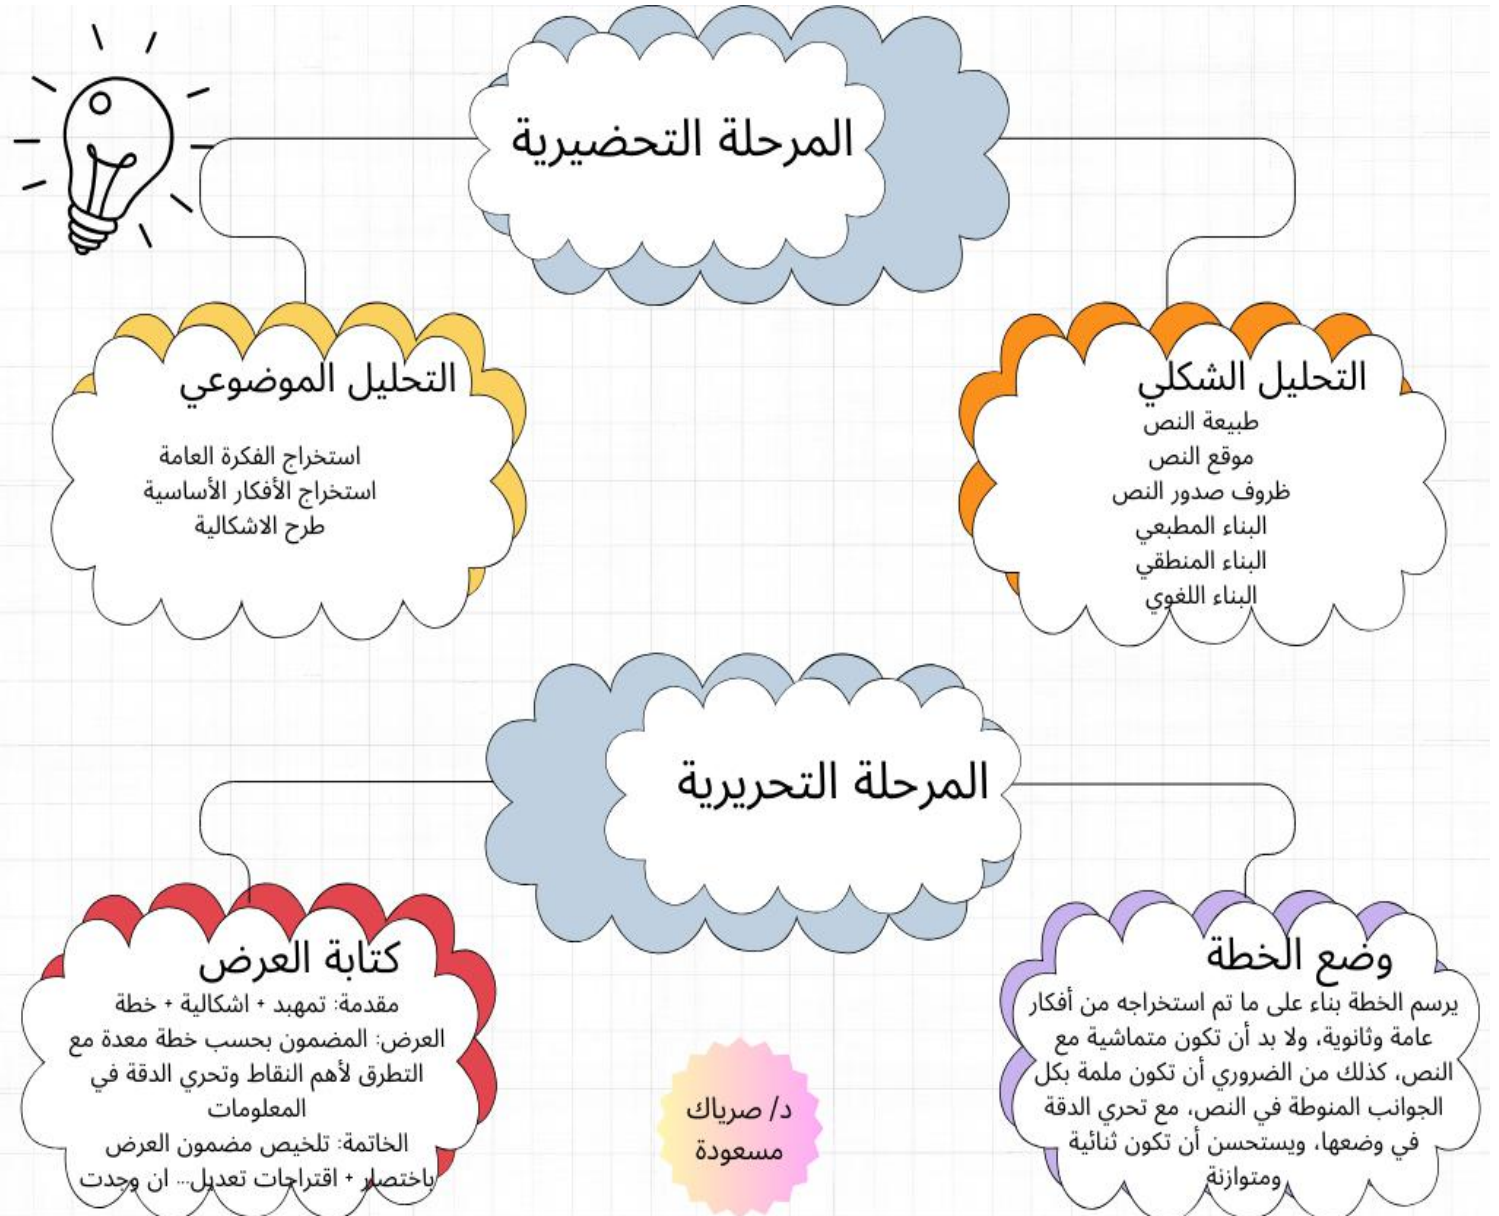 المرحلة التحضيرية
التحليل الشكلي
طبيعة النص
موقع النص
ظروف صدور النص
البناء المطبعي
البناء المنطقي
البناء اللغوي
التحليل الموضوعي
استخراج الفكرة العامة
استخراج الأفكار الأساسية
طرح الاشكالية
المرحلة التحريرية
وضع الخطة
يرسم الخطة بناء على ما تم استخراجه من أفكار
عامة وثانوية، ولا بد أن تكون متماشية مع
النص، كذلك من الضروري أن تكون ملمة بكل
الجوانب المنوطة في النص، مع تحري الدقة
في وضعها، ويستحسن أن تكون ثنائية
ومتوازنة
كتابة العرض
مقدمة: تمهيد + اشكالية + خطة
العرض: المضمون بحسب خطة معدة مع
التطرق لأهم النقاط وتحري الدقة في
المعلومات
الخاتمة: تلخيص مضمون العرض
باختصار + اقتراحات تعديل... ان وجدت
د/ صرياك
مسعودة